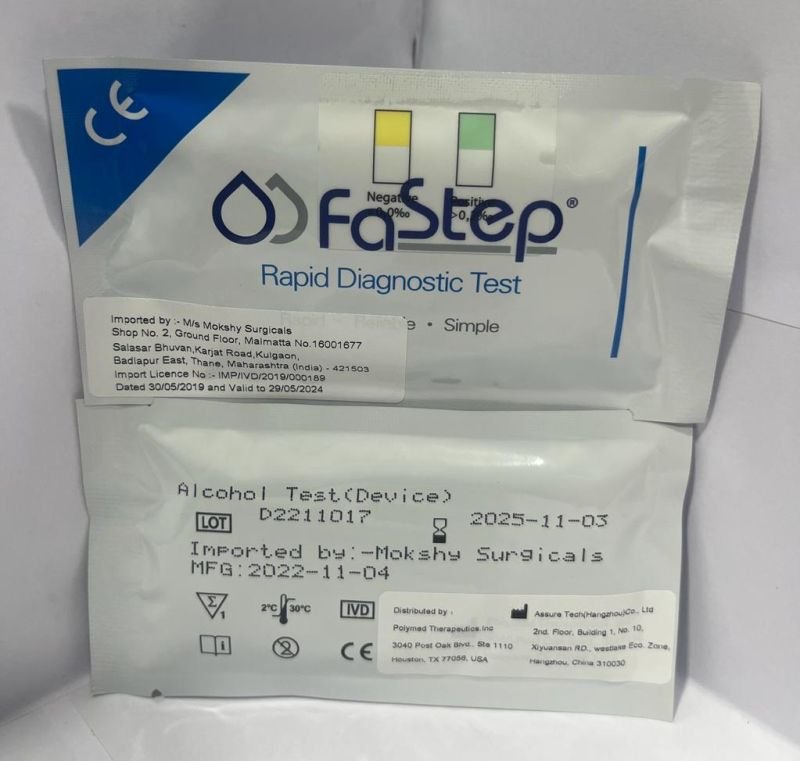 CE
Negative
0,0‰
FaStep®
Rapid Diagnostic Test
• Simple
Imported by :- M/s Mokshy Surgicals
Shop No. 2, Ground Floor, Malmatta No.16001677
Salasar Bhuvan,Karjat Road,Kulgaon,
Badlapur East, Thane, Maharashtra (India) - 421503
Import Licence No :- IMP/IVD/2019/000189
Dated 30/05/2019 and Valid to 29/05/2024
Alcohol Test(Device)
LOT D2211017 2025-11-03
Imported by:-Mokshy Surgicals
MFG:2022-11-04
Σ 1 2°C 30°C IVD
i 2 CE
Distributed by :
Polymed Therapeutics.Inc
3040 Post Oak Blvd., Ste 1110
Houston, TX 77056, USA
Assure Tech(Hangzhou)Co., Ltd
2nd. Floor, Building 1, No. 10,
Xiyuansan RD., westlake Eco. Zone,
Hangzhou, China 310030